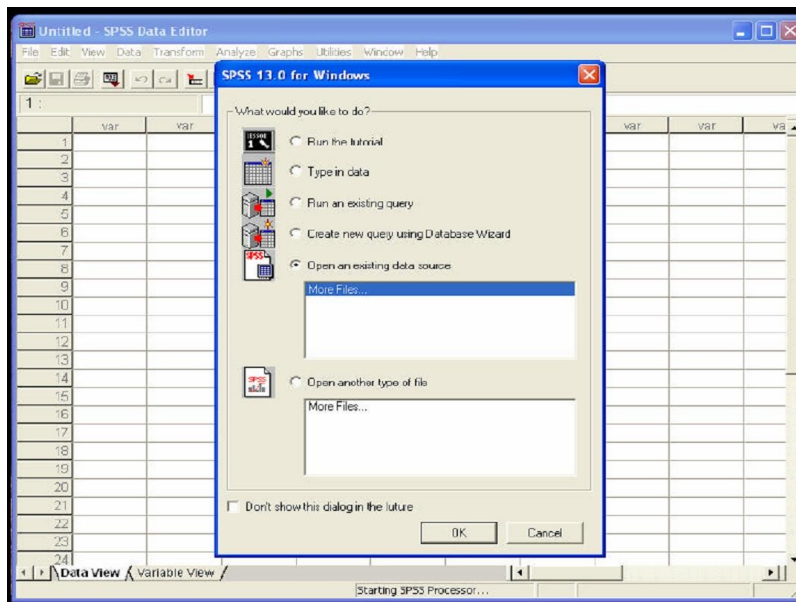 Untitled - SPSS Data Editor
File Edit View Data Transform Analyze Graphs Utilities Window Help
SPSS 13.0 for Windows
1 :
What would you like to do?
var var var var va
Run the tutorial
Type in data
Run an existing query
Create new query using Database Wizard
Open an existing data source
More Files...
Open another type of file
More Files...
Don't show this dialog in the future
OK Cancel
1
2
3
4
5
6
7
8
9
10
11
12
13
14
15
16
17
18
19
20
21
22
23
24
Data View Variable View
Starting SPSS Processor...